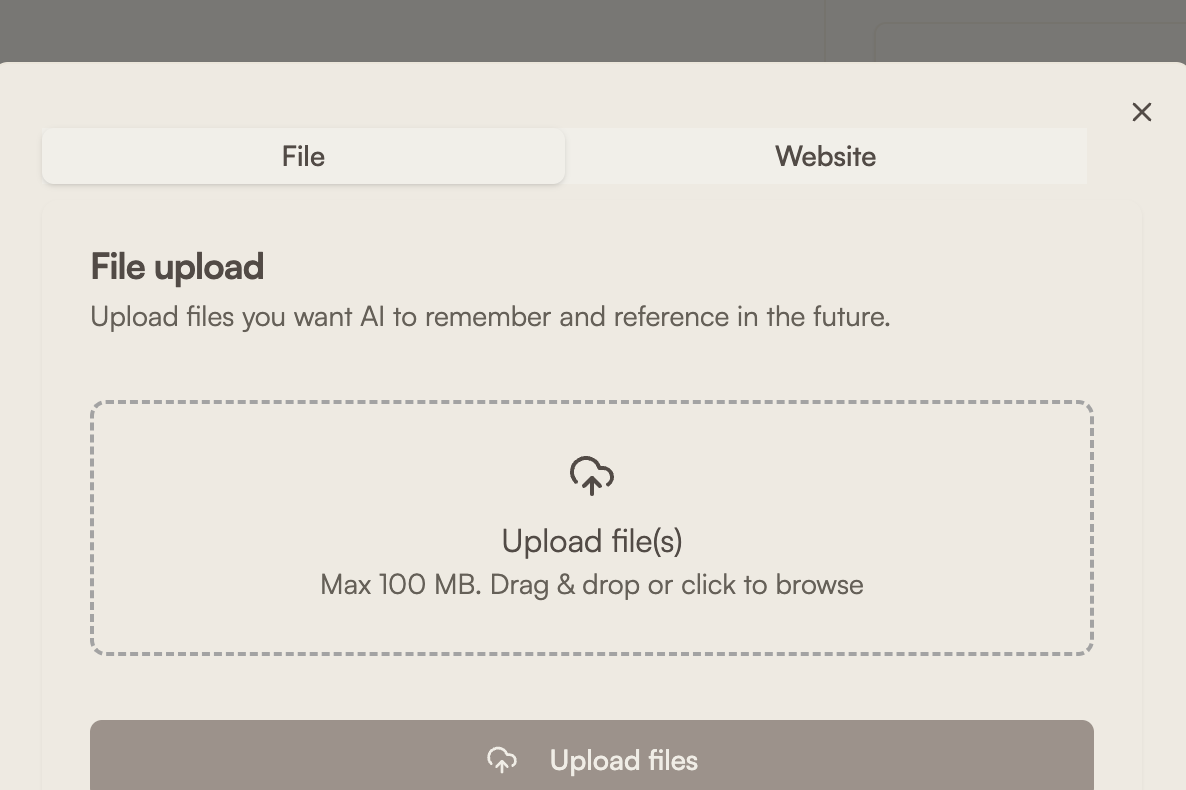 File
Website
File upload
Upload files you want AI to remember and reference in the future.
Upload file(s)
Max 100 MB. Drag & drop or click to browse
Upload files